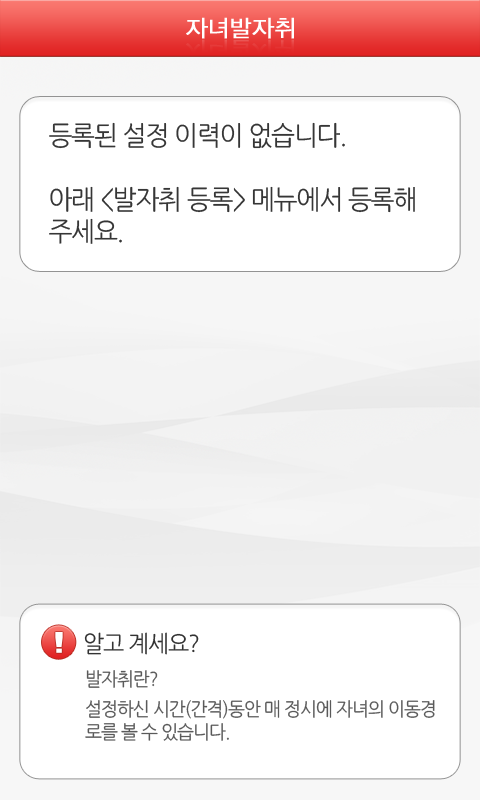 자녀발자취
등록된 설정 이력이 없습니다.
아래 <발자취 등록> 메뉴에서 등록해
주세요.
알고 계세요?
발자취란?
설정하신 시간(간격)동안 매 정시에 자녀의 이동경
로를 볼 수 있습니다.